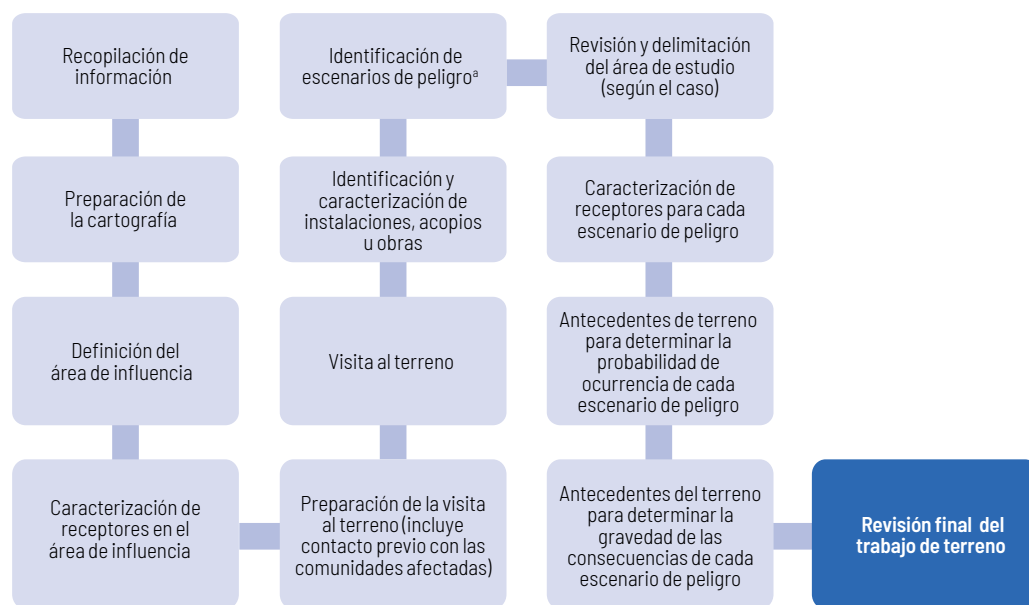 Recopilación de
información
Preparación de
la cartografía
Definición del
área de influencia
Caracterización de
receptores en el
área de influencia
Preparación de la visita
al terreno (incluye
contacto previo con las
comunidades afectadas)
Visita al terreno
Identificación y
caracterización de
instalaciones, acopios
u obras
Identificación de
escenarios de peligroª
Revisión y delimitación
del área de estudio
(según el caso)
Caracterización de
receptores para cada
escenario de peligro
Antecedentes de terreno
para determinar la
probabilidad de
ocurrencia de cada
escenario de peligro
Antecedentes del terreno
para determinar la
gravedad de las
consecuencias de cada
escenario de peligro
Revisión final del
trabajo de terreno